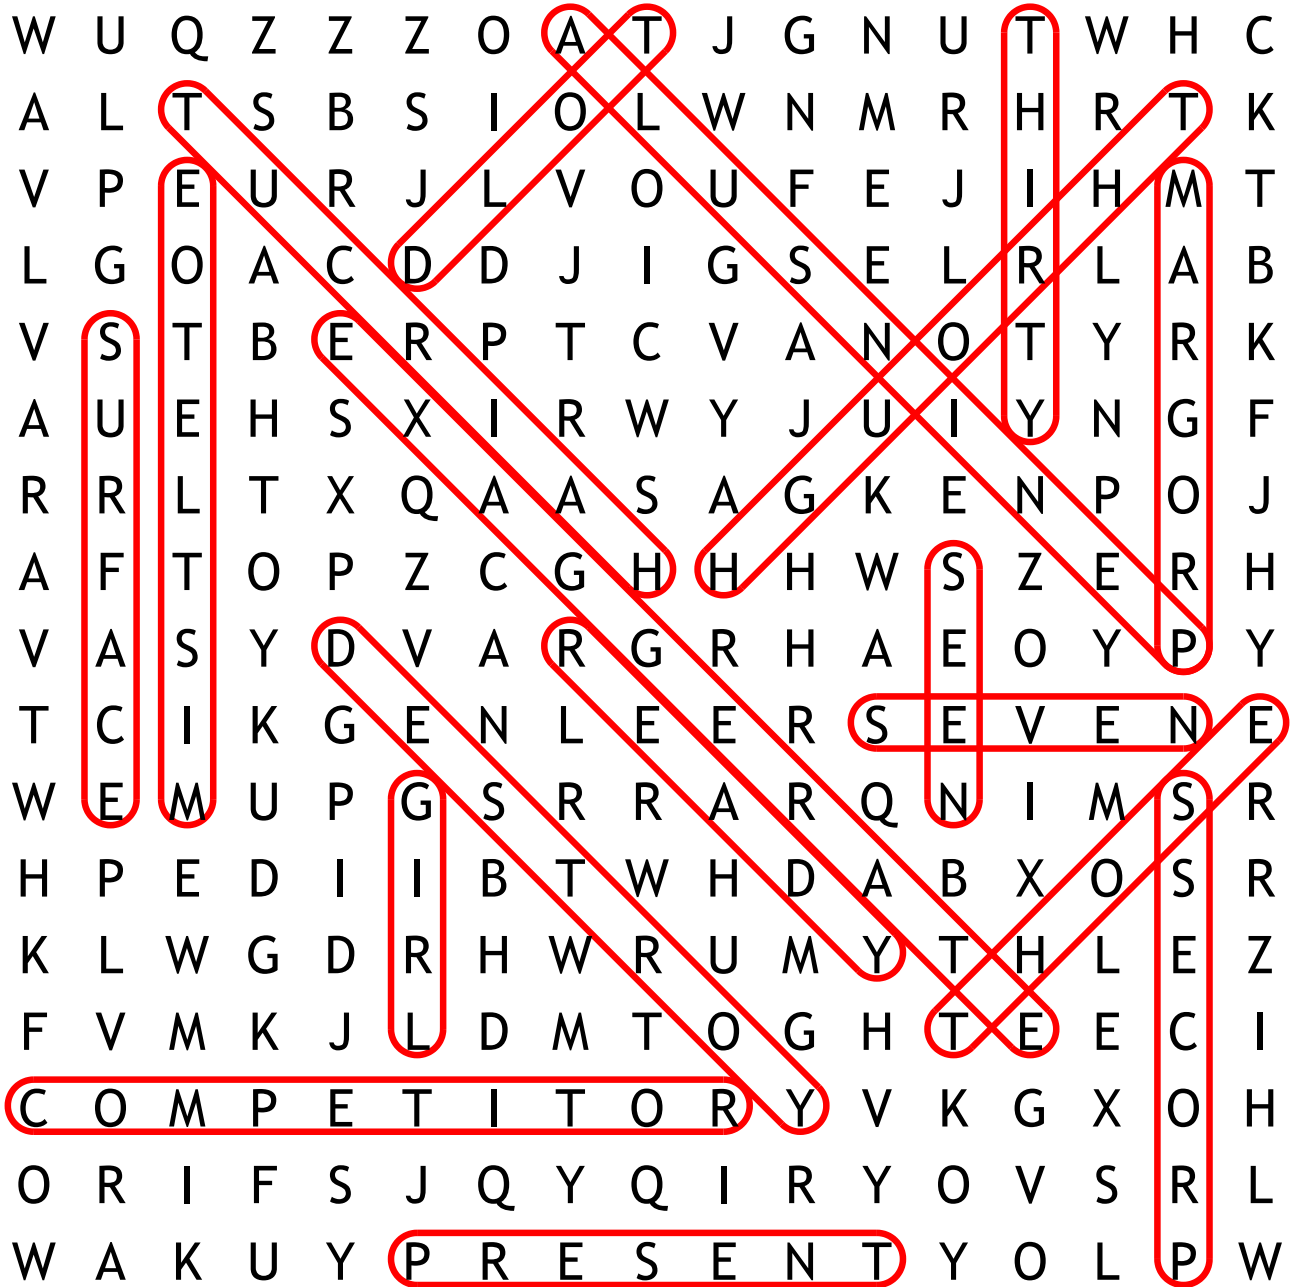 W U Q Z Z Z O A T J G N U T W H C
A L T S B S I O L W N M R H R T K
V P E U R J L V O U F E J I H M T
L G O A C D D J I G S E L R L A B
V S T B E R P T C V A N O T Y R K
A U E H S X I R W Y J U I Y N G F
R R L T X Q A A S A G K E N P O J
A F T O P Z C G H H H W S Z E R H
V A S Y D V A R G R H A E O Y P Y
T C I K G E N L E E R S E V E N E
W E M U P G S R R A R Q N I M S R
H P E D I I B T W H D A B X O S R
K L W G D R H W R U M Y T H L E Z
F V M K J L D M T O G H T E E C I
C O M P E T I T O R Y V K G X O H
O R I F S J Q Y Q I R Y O V S R L
W A K U Y P R E S E N T Y O L P W